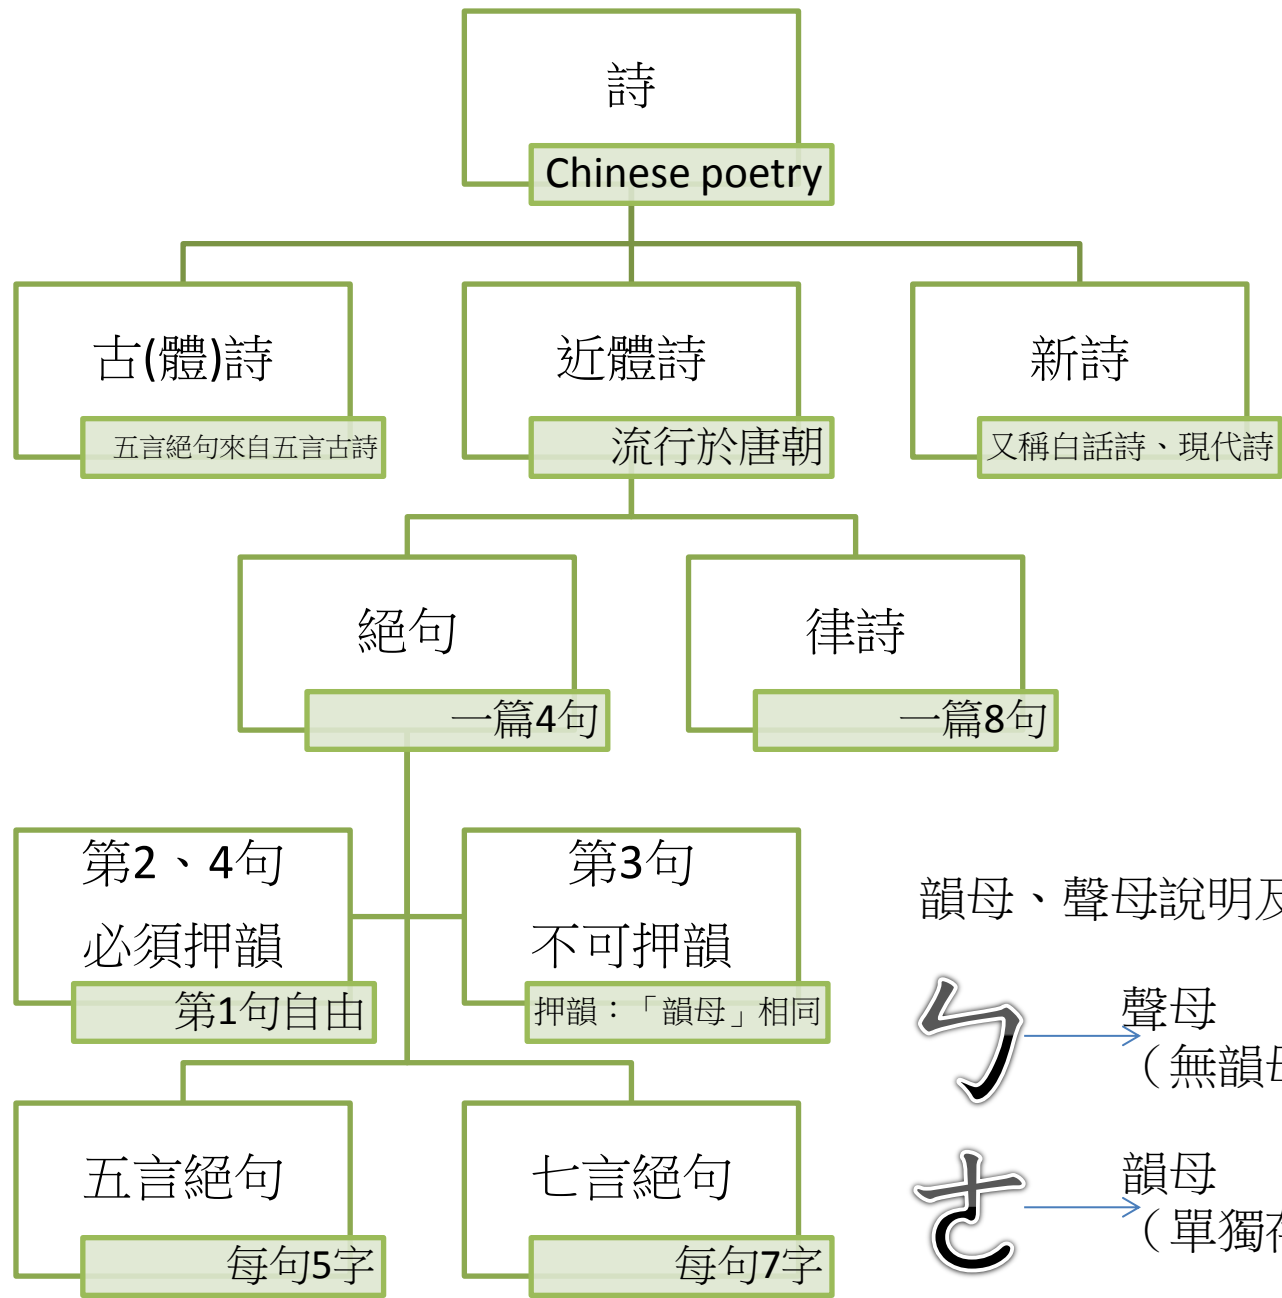 詩
Chinese poetry
古(體)詩
五言絕句來自五言古詩
近體詩
流行於唐朝
新詩
又稱白話詩、現代詩
絕句
一篇4句
律詩
一篇8句
第2、4句
必須押韻
第1句自由
第3句
不可押韻
押韻：「韻母」相同
韻母、聲母說明及
ㄅ
聲母
（無韻母
ㄜ
韻母
（單獨存
五言絕句
每句5字
七言絕句
每句7字